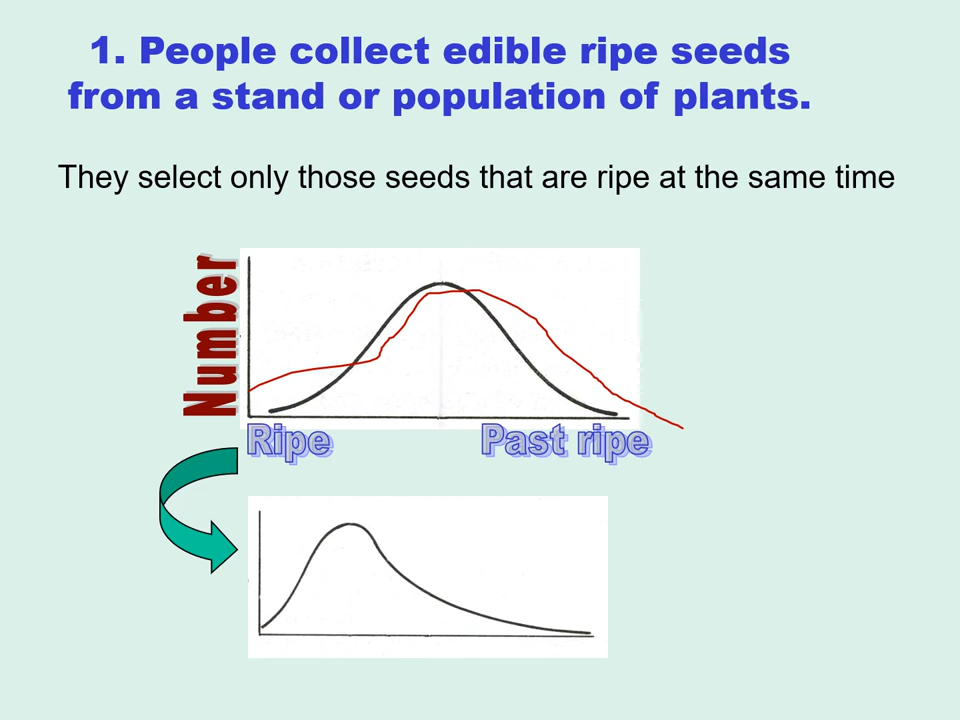 1. People collect edible ripe seeds
from a stand or population of plants.
They select only those seeds that are ripe at the same time
Number
Ripe
Past ripe